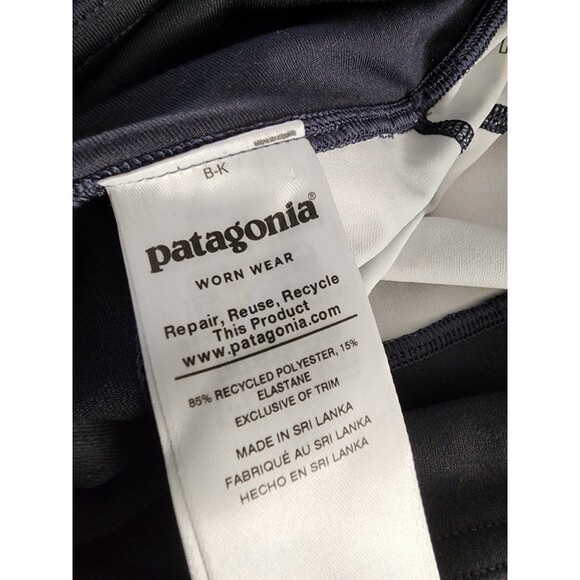 B-K
patagonia®
WORN WEAR
Repair, Reuse, Recycle
This Product
www.patagonia.com
85% RECYCLED POLYESTER, 15%
ELASTANE
EXCLUSIVE OF TRIM
MADE IN SRI LANKA
FABRIQUÉ AU SRI LANKA
HECHO EN SRI LANKA